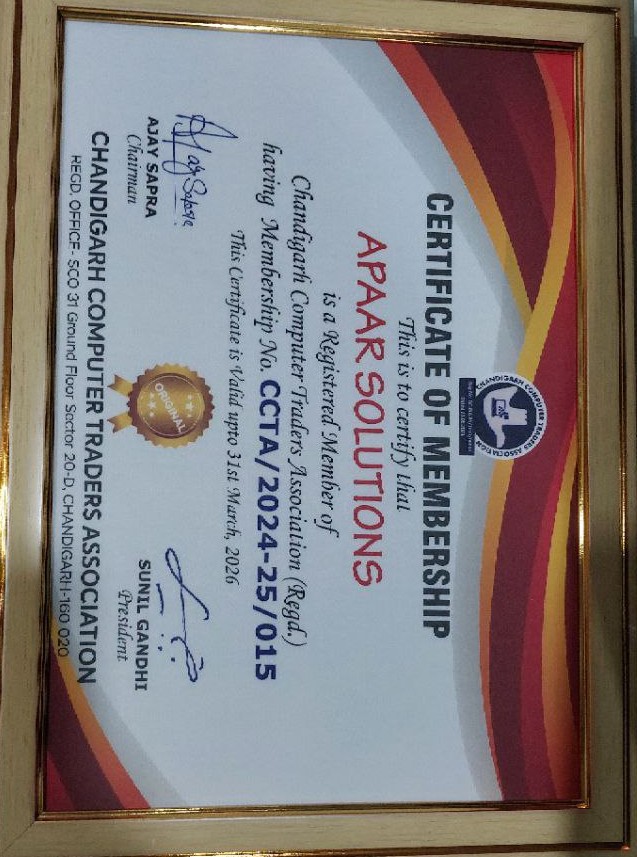 CHANDIGARH COMPUTER TRADERS ASSOCIATION
CERTIFICATE OF MEMBERSHIP
This is to certify that
APAAR SOLUTIONS
is a Registered Member of
Chandigarh Computer Traders Association (Regd.)
having Membership No. CCTA/2024-25/015
This Certificate is Valid upto 31st March, 2026
Ajay Sapra
ORIGINAL
AJAY SAPRA
Chairman
SUNIL GANDHI
President
CHANDIGARH COMPUTER TRADERS ASSOCIATION
REGD. OFFICE- SCO 31 Ground Floor Sector 20-D, CHANDIGARH-160 020